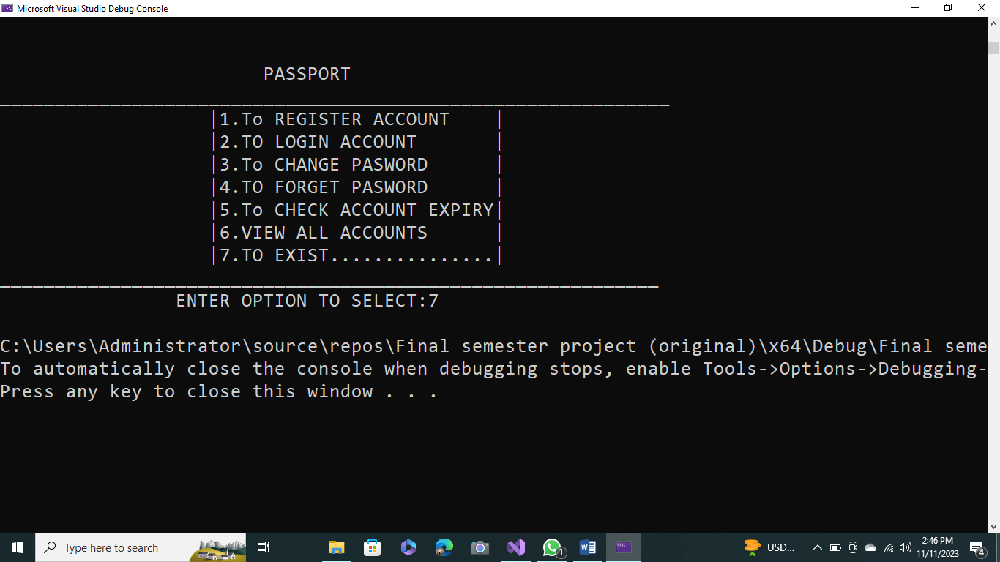 Microsoft Visual Studio Debug Console
PASSPORT
|1.To REGISTER ACCOUNT |
|2.TO LOGIN ACCOUNT |
|3.To CHANGE PASWORD |
|4.TO FORGET PASWORD |
|5.To CHECK ACCOUNT EXPIRY|
|6.VIEW ALL ACCOUNTS |
|7.TO EXIST...............|
ENTER OPTION TO SELECT:7
C:\Users\Administrator\source\repos\Final semester project (original)\x64\Debug\Final seme
To automatically close the console when debugging stops, enable Tools->Options->Debugging-
Press any key to close this window . . .
Type here to search
1
USD...
2:46 PM
11/11/2023
4